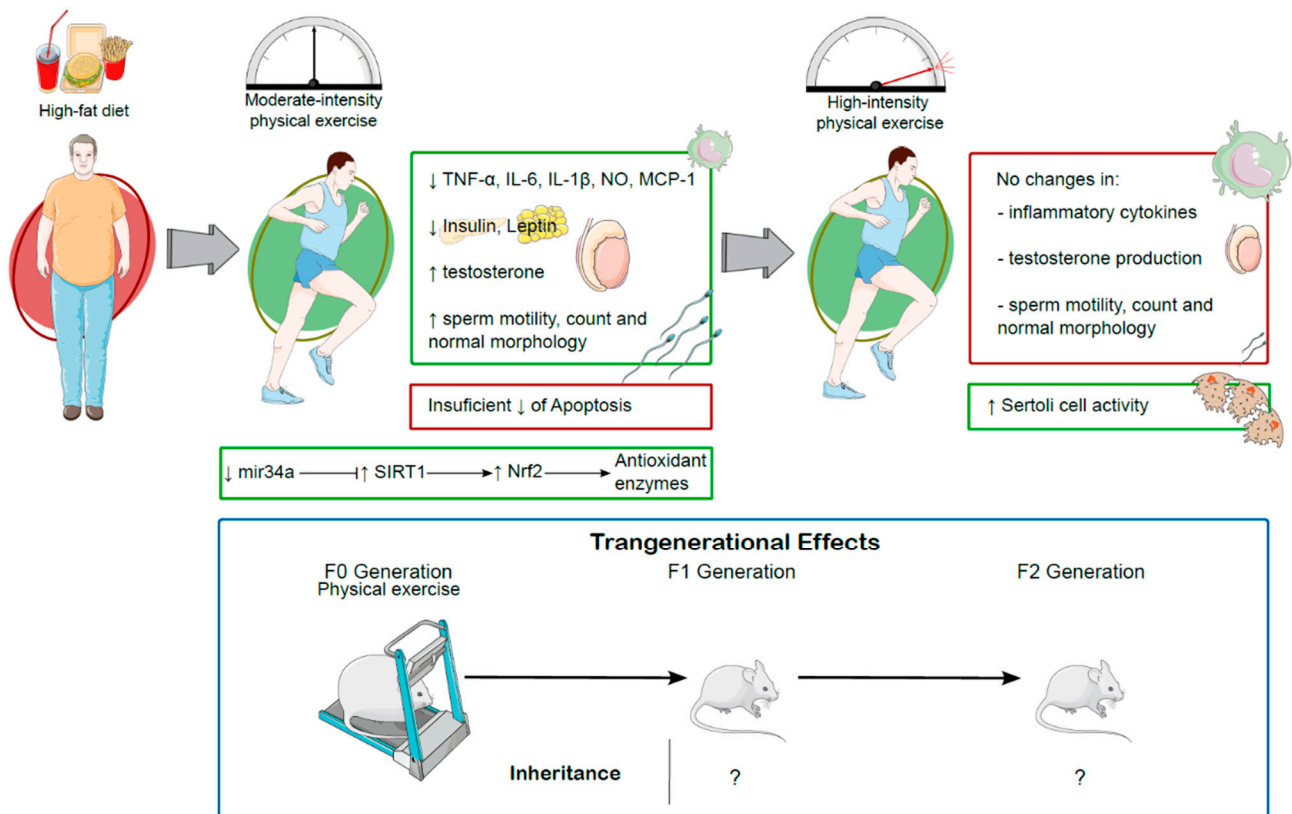 High-fat diet
Moderate-intensity
physical exercise
↓ TNF-α, IL-6, IL-1β, NO, MCP-1
↓ Insulin, Leptin
↑ testosterone
↑ sperm motility, count and
normal morphology
Insuficient ↓ of Apoptosis
↓ mir34a
↑ SIRT1
↑ Nrf2
Antioxidant
enzymes
High-intensity
physical exercise
No changes in:
- inflammatory cytokines
- testosterone production
- sperm motility, count and
normal morphology
↑ Sertoli cell activity
Trangenerational Effects
F0 Generation
Physical exercise
F1 Generation
F2 Generation
Inheritance
?
?